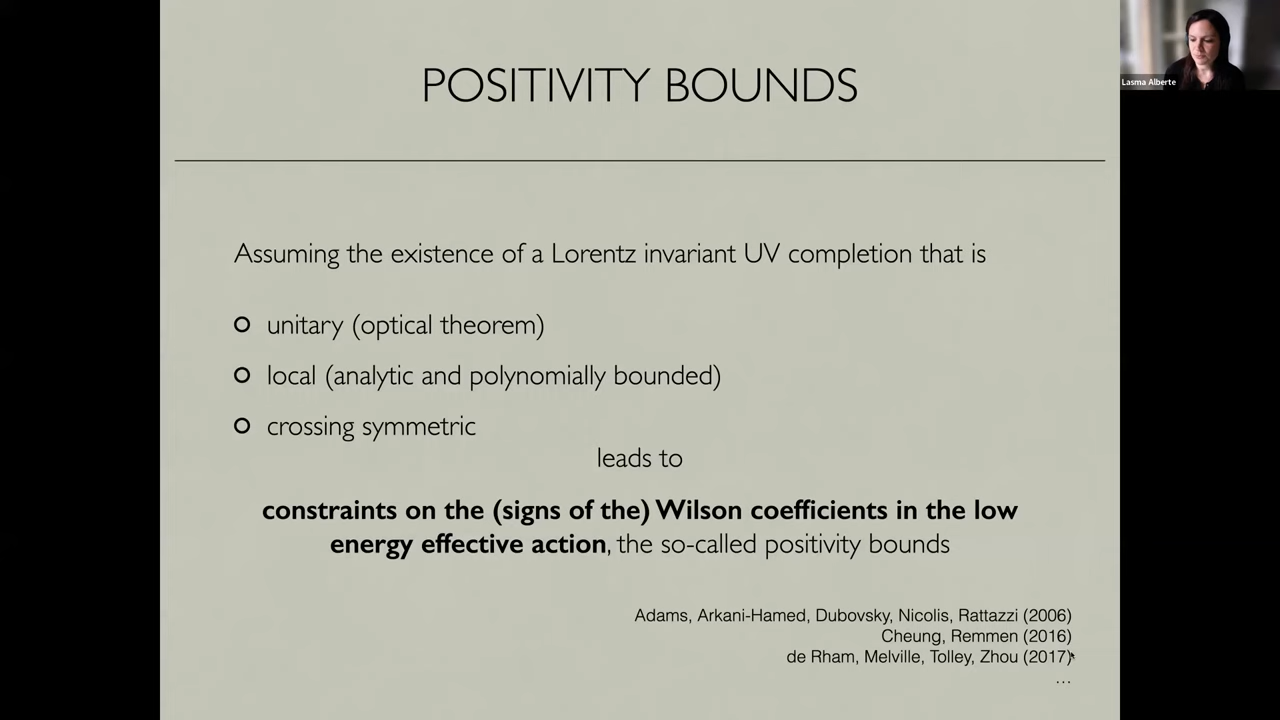 POSITIVITY BOUNDS
Lasma Alberte
Assuming the existence of a Lorentz invariant UV completion that is
unitary (optical theorem)
local (analytic and polynomially bounded)
crossing symmetric
leads to
constraints on the (signs of the) Wilson coefficients in the low
energy effective action, the so-called positivity bounds
Adams, Arkani-Hamed, Dubovsky, Nicolis, Rattazzi (2006)
Cheung, Remmen (2016)
de Rham, Melville, Tolley, Zhou (2017)
...